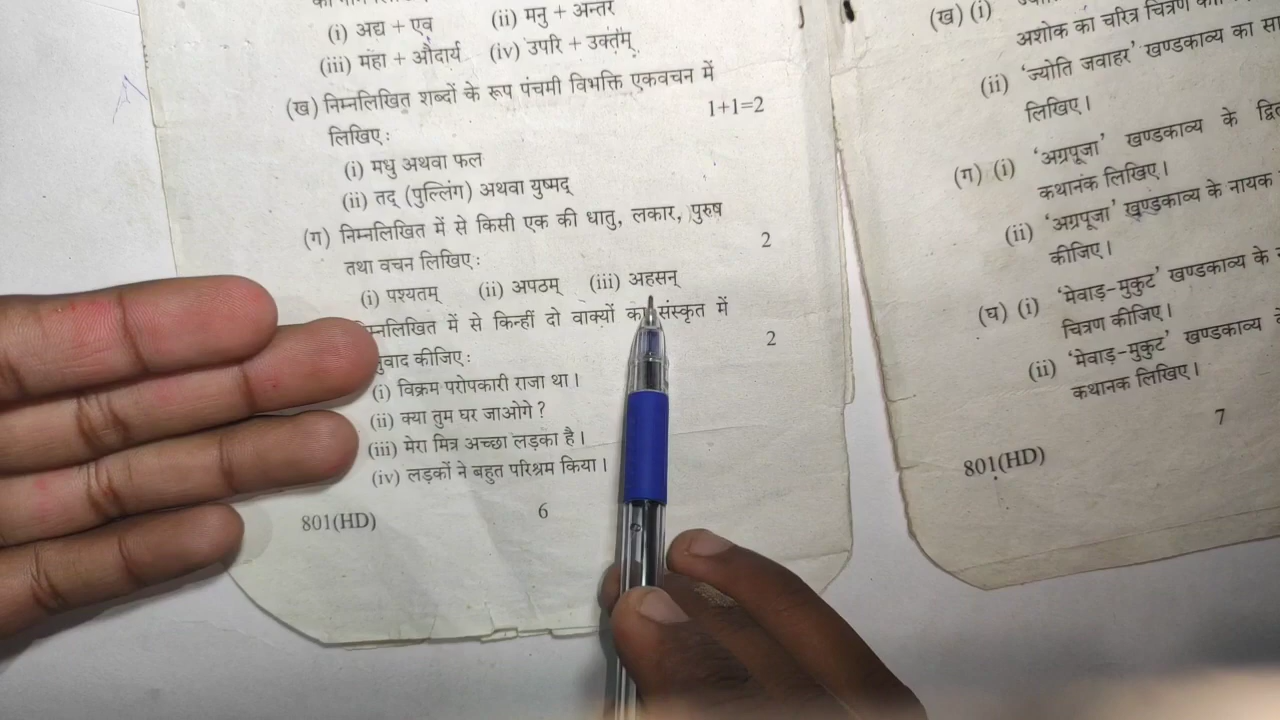 (i) अद्य + एव (ii) मनु + अन्तर
(iii) महा + औदार्य (iv) उपरि + उक्तम्
(ख) निम्नलिखित शब्दों के रूप पंचमी विभक्ति एकवचन में
लिखिए : 1+1=2
(i) मधु अथवा फल
(ii) तद् (पुल्लिंग) अथवा युष्मद्
(ग) निम्नलिखित में से किसी एक की धातु, लकार, पुरुष
तथा वचन लिखिए : 2
(i) पश्यतम् (ii) अपठम् (iii) अहसन्
में से किन्हीं दो वाक्यों का संस्कृत में
कीजिए : 2
(i) विक्रम परोपकारी राजा था।
(ii) क्या तुम घर जाओगे ?
(iii) मेरा मित्र अच्छा लड़का है।
(iv) लड़कों ने बहुत परिश्रम किया।
801(HD) 6
(ख) (i)
अशोक का चरित्र चित्रण
(ii) 'ज्योति जवाहर' खण्डकाव्य का
लिखिए।
(ग) (i) 'अग्रपूजा' खण्डकाव्य के
कथानक लिखिए।
(ii) 'अग्रपूजा' खण्डकाव्य के नायक
कीजिए।
(घ) (i) 'मेवाड़-मुकुट' खण्डकाव्य के
चित्रण कीजिए।
(ii) 'मेवाड़-मुकुट' खण्डकाव्य
कथानक लिखिए।
801(HD) 7